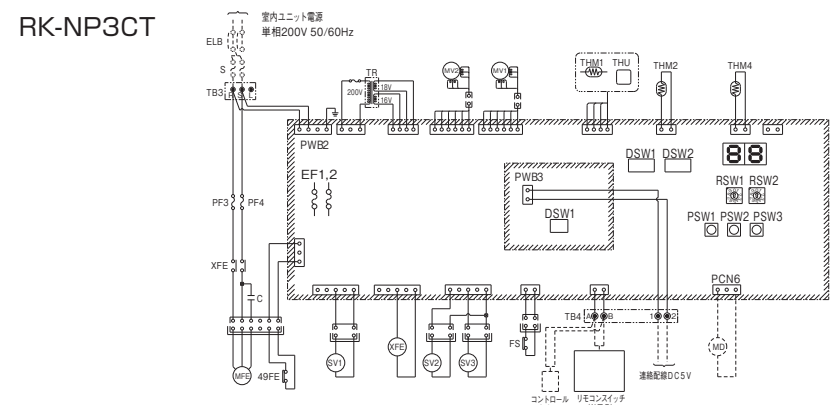 RK-NP3CT
室内ユニット電源
単相200V 50/60Hz
ELB
S
TB3
R S L
TR
200V
18V
16V
MV2
MV1
THM1 THU
THM2
THM4
PWB2
EF1,2
PWB3
DSW1
DSW1 DSW2
88
RSW1 RSW2
PSW1 PSW2 PSW3
PCN6
PF3
PF4
XFE
C
MFE
49FE
SV1
XFE
SV2
SV3
FS
TB4
A B
1 2
MD
連絡配線DC5V
コントロール
リモコンスイッチ